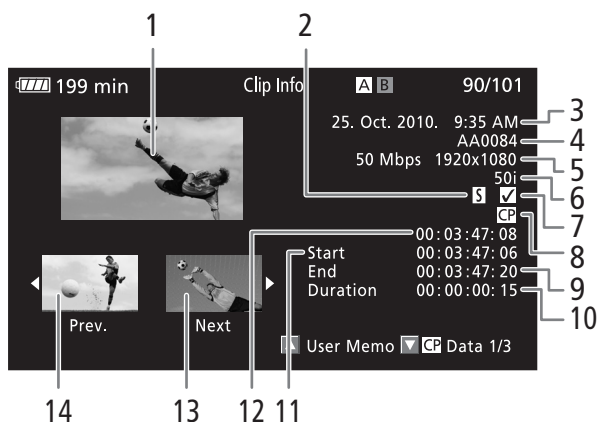 1 2
199 min Clip Info A B 90/101
25. Oct. 2010. 9:35 AM 3
AA0084 4
50 Mbps 1920x1080 5
50i 6
S ✓ 7
CP 8
00:03:47:08
Start 00:03:47:06
End 00:03:47:20 9
Duration 00:00:00:15 10
Prev. Next
User Memo CP Data 1/3
14 13 12 11